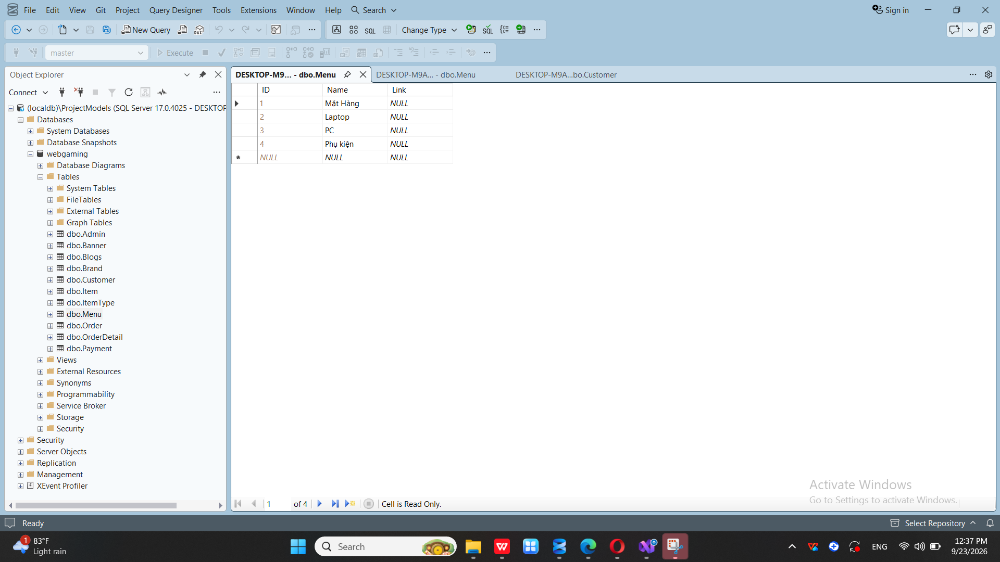 File Edit View Git Project Query Designer Tools Extensions Window Help Search Sign in
New Query DAX SQL Change Type SQL
master Execute
Object Explorer
Connect
(localdb)\ProjectModels (SQL Server 17.0.4025 - DESKTOP
Databases
System Databases
Database Snapshots
webgaming
Database Diagrams
Tables
System Tables
FileTables
External Tables
Graph Tables
dbo.Admin
dbo.Banner
dbo.Blogs
dbo.Brand
dbo.Customer
dbo.Item
dbo.ItemType
dbo.Menu
dbo.Order
dbo.OrderDetail
dbo.Payment
Views
External Resources
Synonyms
Programmability
Service Broker
Storage
Security
Security
Server Objects
Replication
Management
XEvent Profiler
DESKTOP-M9... - dbo.Menu DESKTOP-M9A... - dbo.Menu DESKTOP-M9A...bo.Customer
ID Name Link
1 Mặt Hàng NULL
2 Laptop NULL
3 PC NULL
4 Phụ kiện NULL
NULL NULL NULL
1 of 4 Cell is Read Only.
Activate Windows
Go to Settings to activate Windows.
Ready Select Repository
1 83°F
Light rain
Search
ENG
12:37 PM
9/23/2026